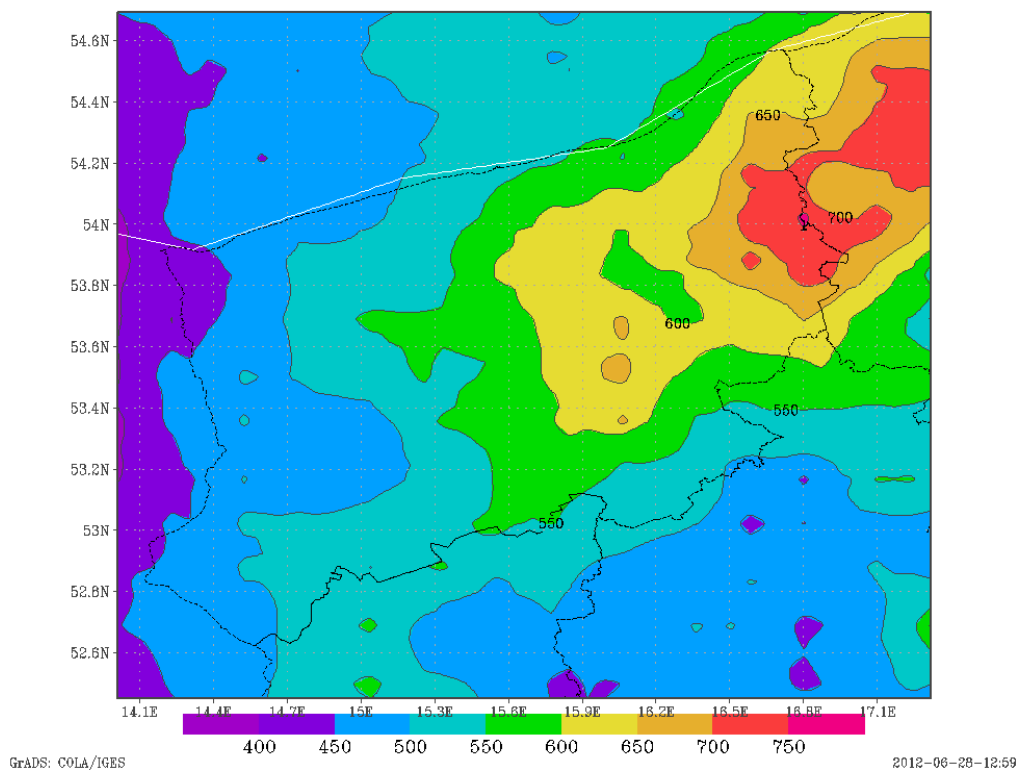 54.6N
54.4N
54.2N
54N
53.8N
53.6N
53.4N
53.2N
53N
52.8N
52.6N
650
700
600
550
550
14.1E 14.4E 14.7E 15E 15.3E 15.6E 15.9E 16.2E 16.5E 16.8E 17.1E
400 450 500 550 600 650 700 750
GrADS: COLA/IGES 2012-06-28-12:59